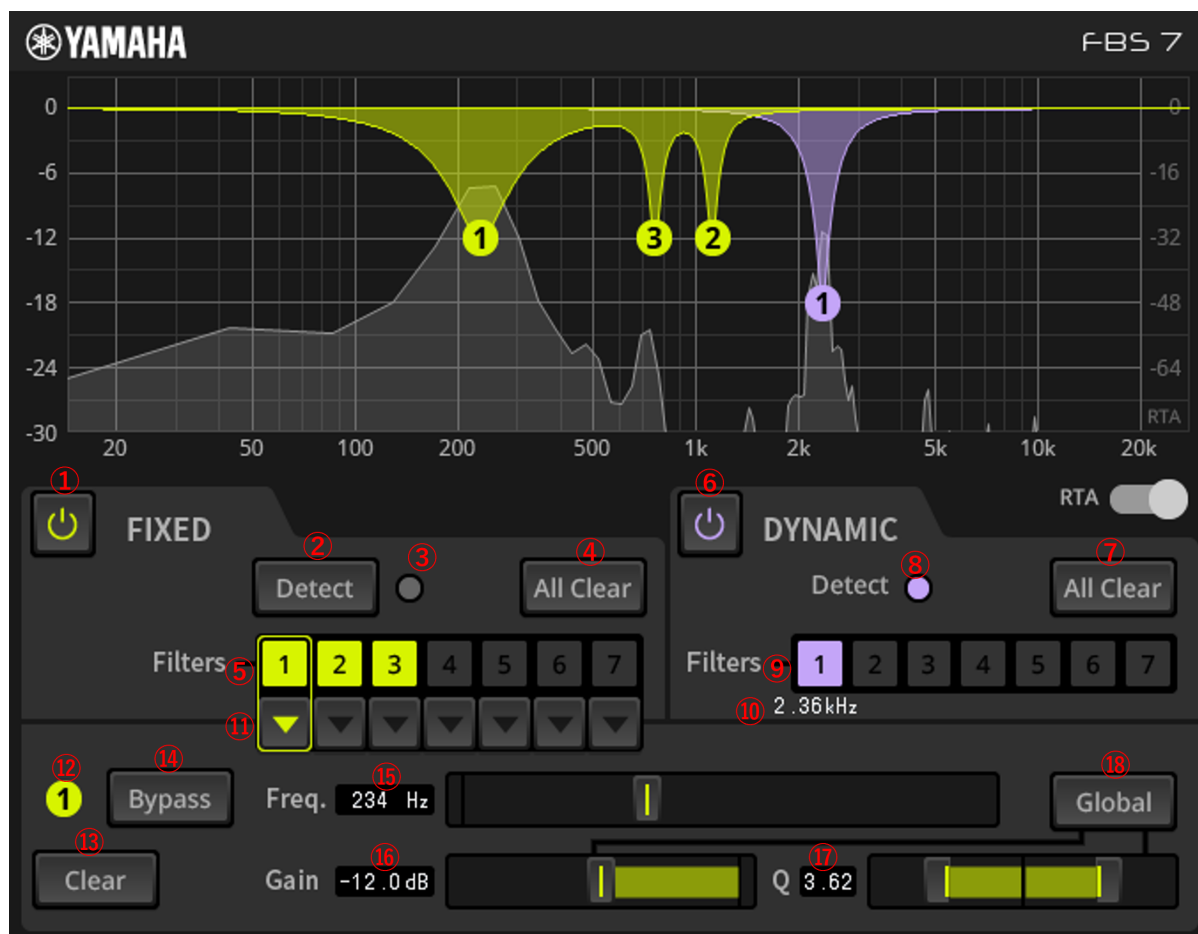 YAMAHA FBS 7
0 0
-6 -16
-12 1 3 2 -32
-18 1 -48
-24 -64
RTA
-30
20 50 100 200 500 1k 2k 5k 10k 20k
① ⑥
RTA
FIXED DYNAMIC
② ③ ④ ⑧ ⑦
Detect All Clear Detect All Clear
Filters ⑤ 1 2 3 4 5 6 7 Filters ⑨ 1 2 3 4 5 6 7
⑪ ⑩ 2.36kHz
⑫ ⑭ ⑮ ⑱
1 Bypass Freq. 234 Hz Global
⑬ ⑯ ⑰
Clear Gain -12.0dB Q 3.62